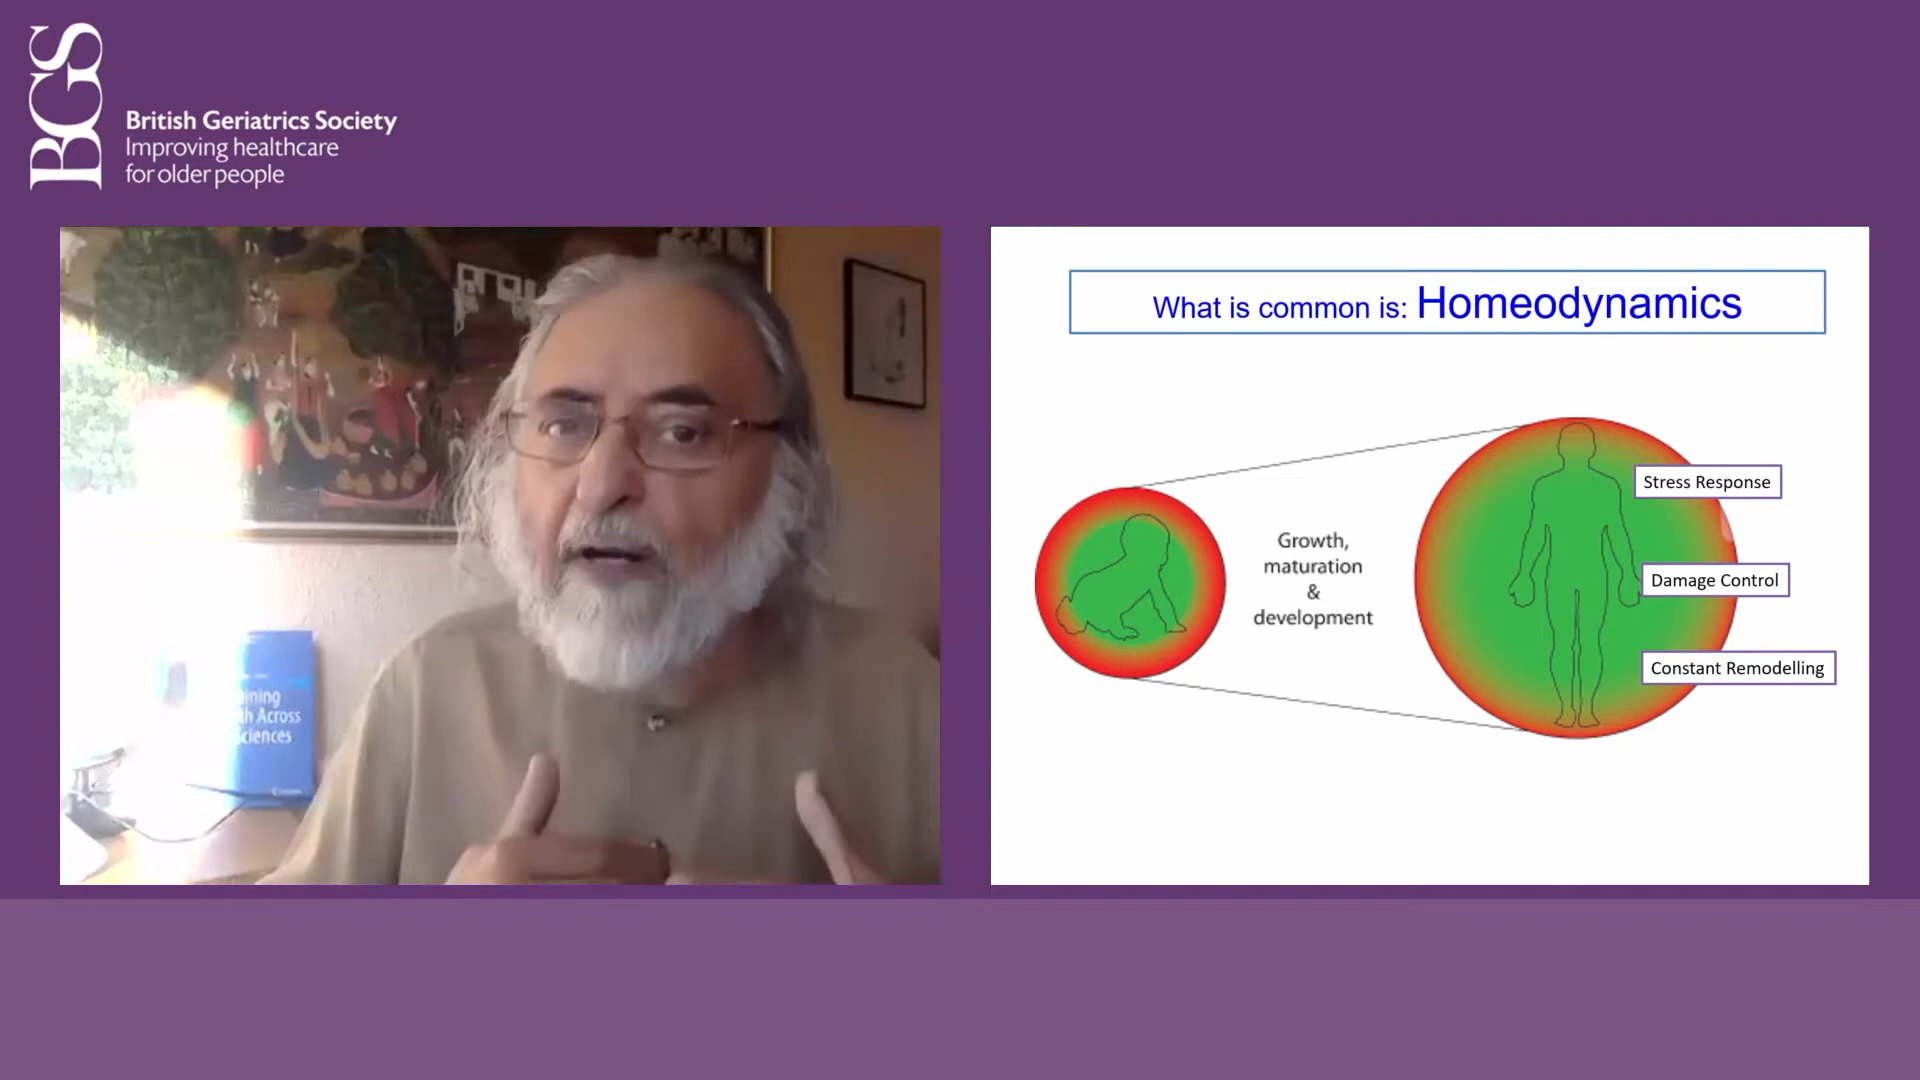 BGS
British Geriatrics Society
Improving healthcare
for older people
What is common is: Homeodynamics
Growth,
maturation
&
development
Stress Response
Damage Control
Constant Remodelling
Across